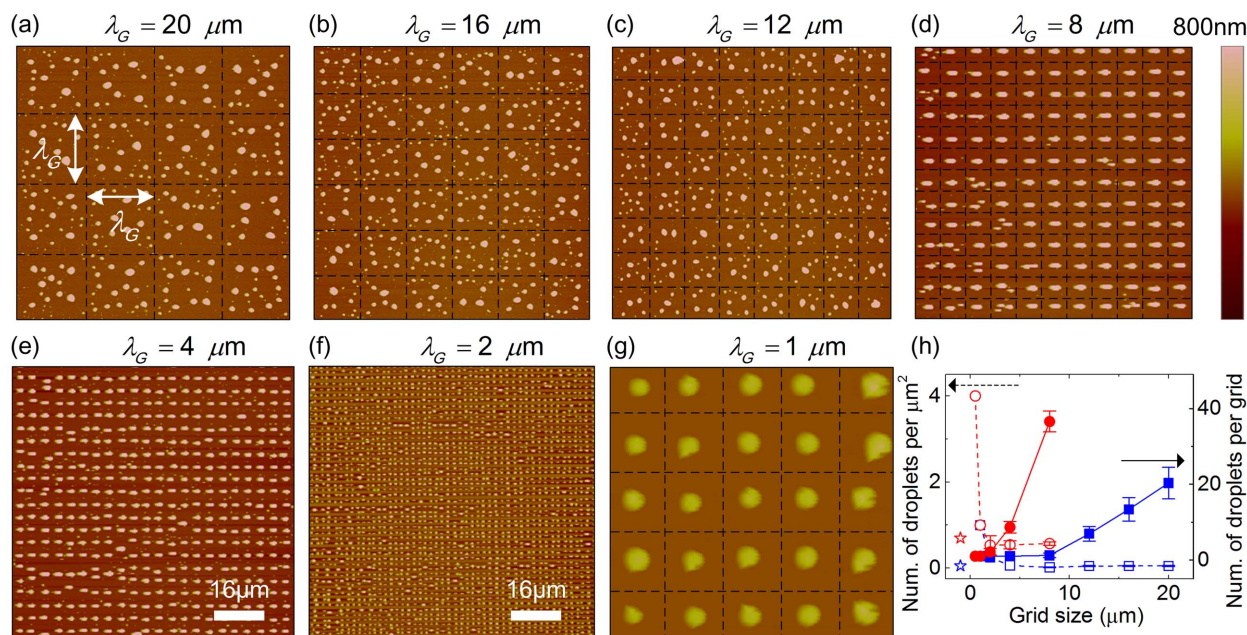 (a) λG = 20 μm
(b) λG = 16 μm
(c) λG = 12 μm
(d) λG = 8 μm
800nm
λG
λG
(e) λG = 4 μm
(f) λG = 2 μm
(g) λG = 1 μm
(h)
16μm
16μm
Num. of droplets per μm²
4
2
0
0
10
20
Grid size (μm)
40
20
0
Num. of droplets per grid